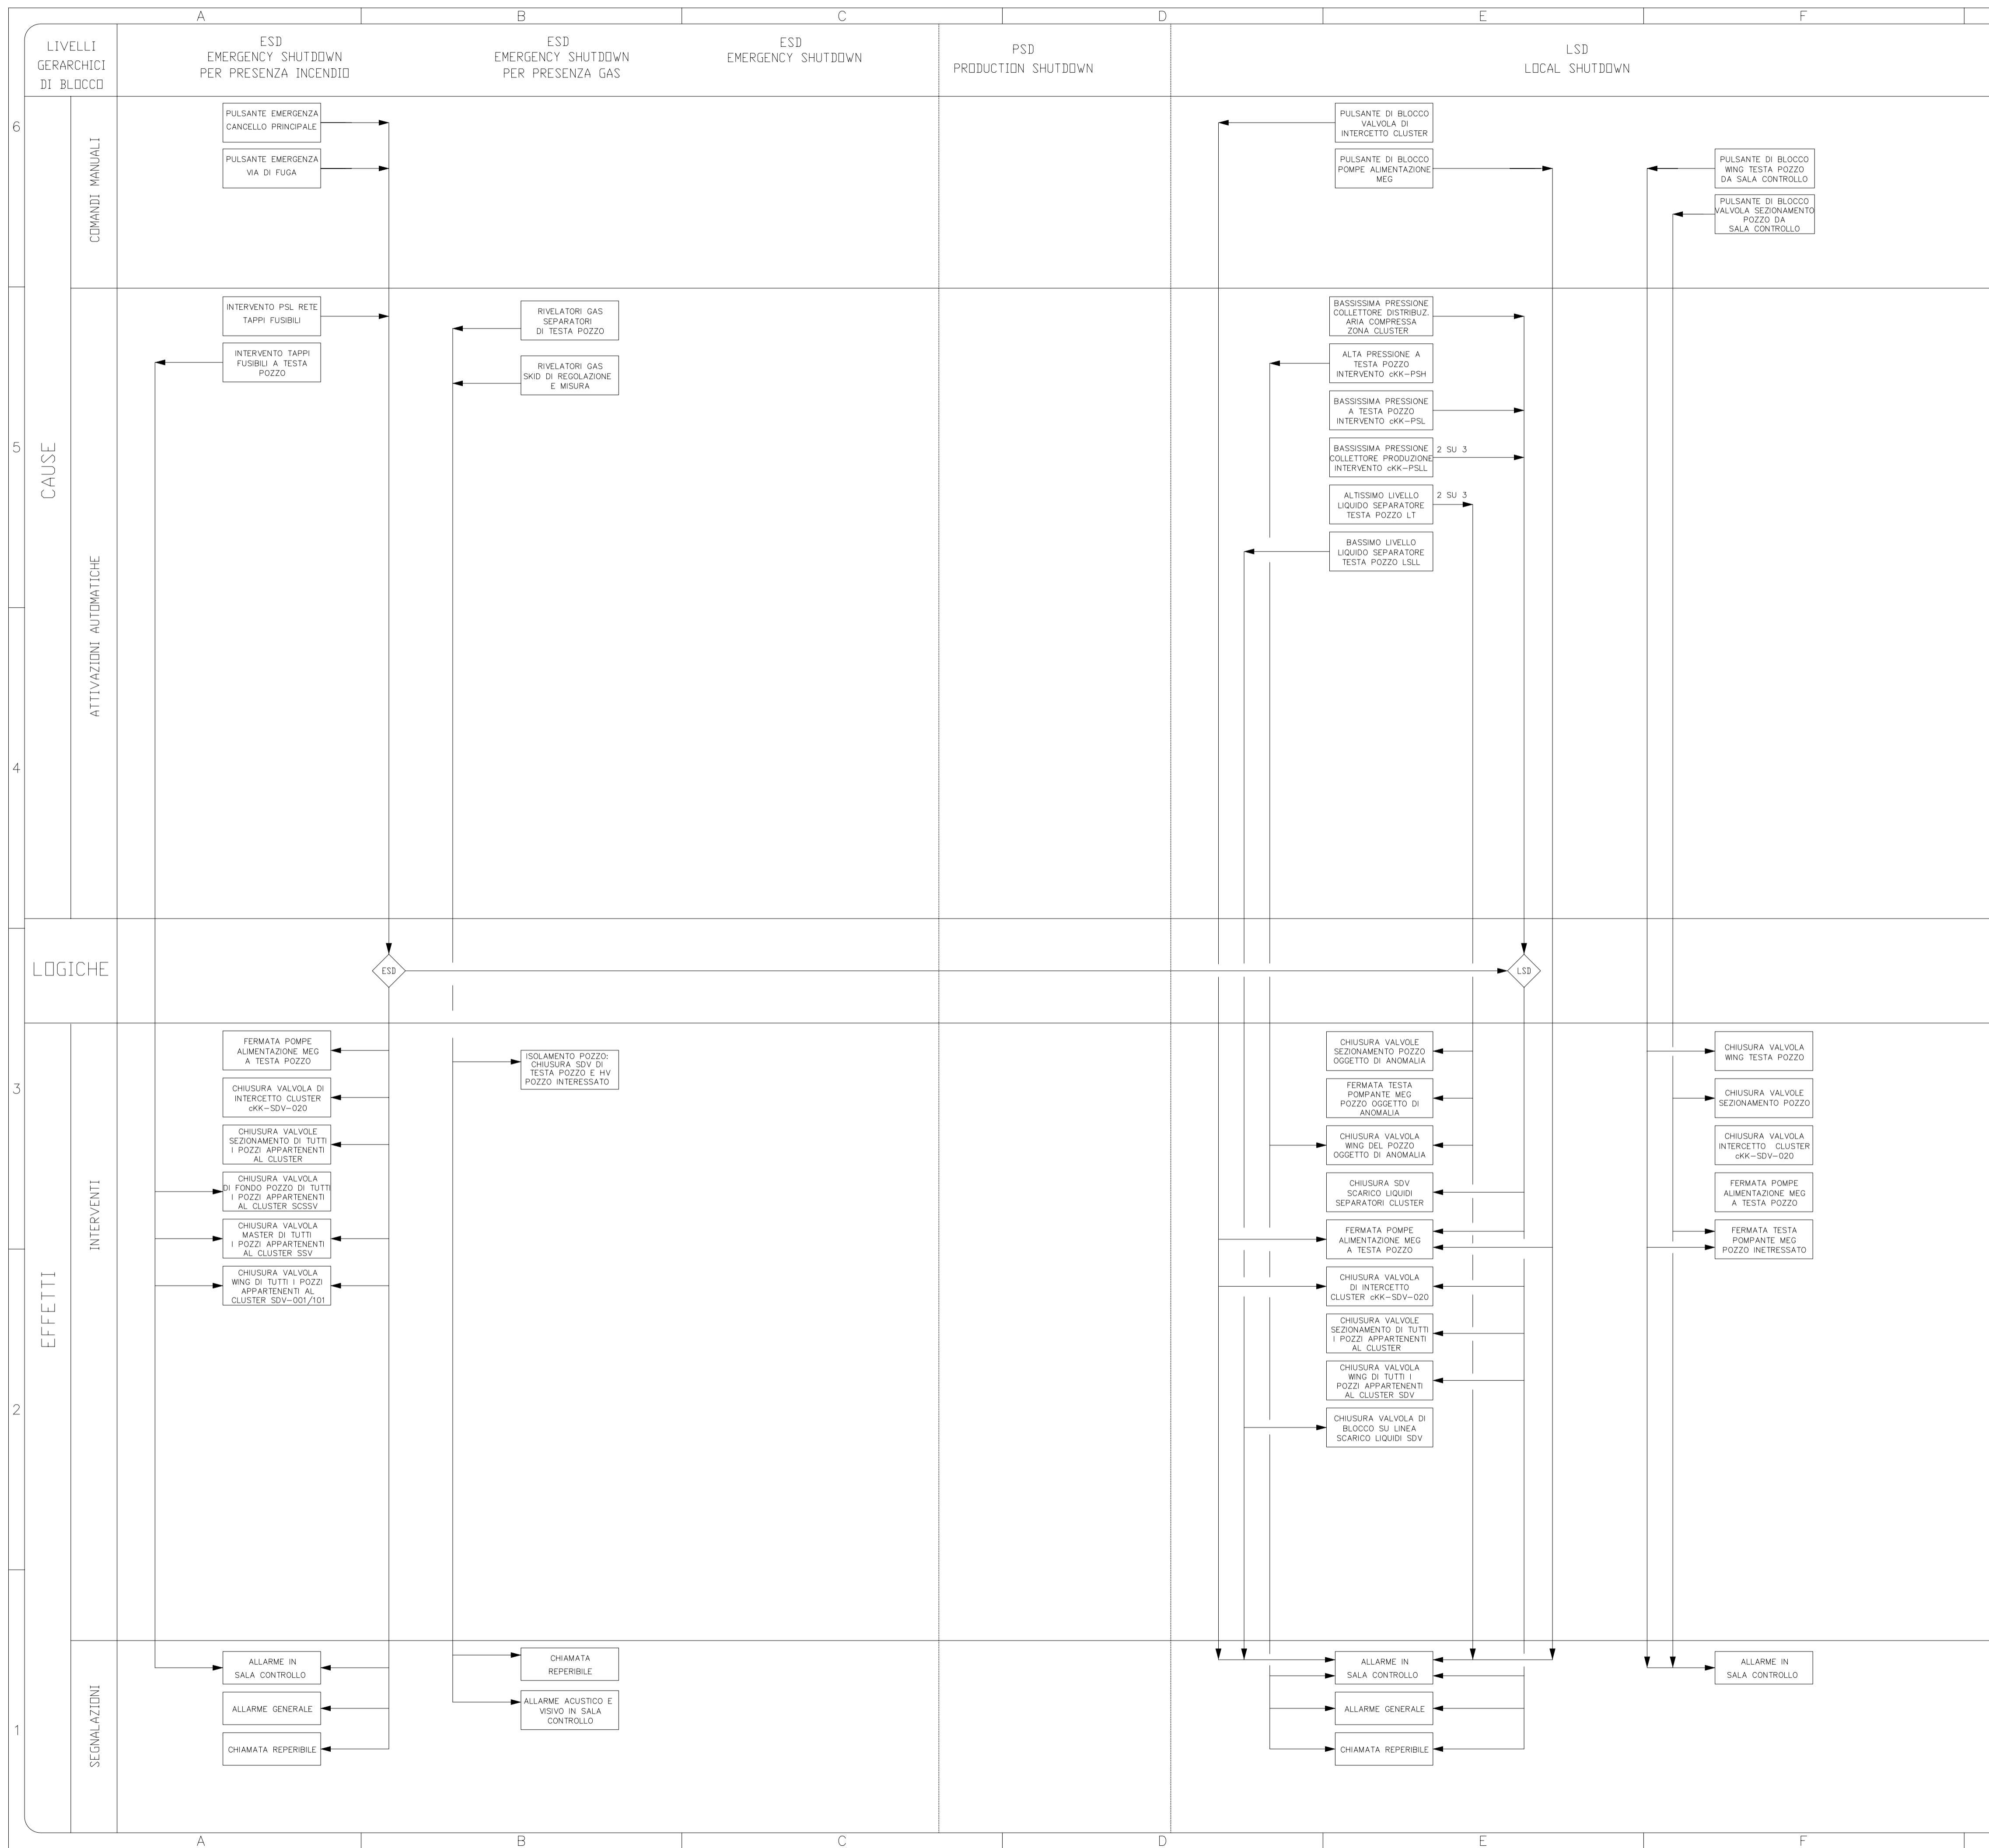 A B C D E F
LIVELLI
GERARCHICI
DI BLOCCO
ESD
EMERGENCY SHUTDOWN
PER PRESENZA INCENDIO
ESD
EMERGENCY SHUTDOWN
PER PRESENZA GAS
ESD
EMERGENCY SHUTDOWN
PSD
PRODUCTION SHUTDOWN
LSD
LOCAL SHUTDOWN
6
5
4
3
2
1
CAUSE
COMANDI MANUALI
PULSANTE EMERGENZA
CANCELLO PRINCIPALE
PULSANTE EMERGENZA
VIA DI FUGA
PULSANTE DI BLOCCO
VALVOLA DI
INTERCETTO CLUSTER
PULSANTE DI BLOCCO
POMPE ALIMENTAZIONE
MEG
PULSANTE DI BLOCCO
WING TESTA POZZO
DA SALA CONTROLLO
PULSANTE DI BLOCCO
VALVOLA SEZIONAMENTO
POZZO DA
SALA CONTROLLO
ATTIVAZIONI AUTOMATICHE
INTERVENTO PSL RETE
TAPPI FUSIBILI
INTERVENTO TAPPI
FUSIBILI A TESTA
POZZO
RIVELATORI GAS
SEPARATORI
DI TESTA POZZO
RIVELATORI GAS
SKID DI REGOLAZIONE
E MISURA
BASSISSIMA PRESSIONE
COLLETTORE DISTRIBUZ.
ARIA COMPRESSA
ZONA CLUSTER
ALTA PRESSIONE A
TESTA POZZO
INTERVENTO cKK-PSH
BASSISSIMA PRESSIONE
A TESTA POZZO
INTERVENTO cKK-PSL
BASSISSIMA PRESSIONE
COLLETTORE PRODUZIONE
INTERVENTO cKK-PSLL
2 SU 3
ALTISSIMO LIVELLO
LIQUIDO SEPARATORE
TESTA POZZO LT
2 SU 3
BASSIMO LIVELLO
LIQUIDO SEPARATORE
TESTA POZZO LSLL
LOGICHE
ESD
LSD
EFFETTI
INTERVENTI
FERMATA POMPE
ALIMENTAZIONE MEG
A TESTA POZZO
CHIUSURA VALVOLA DI
INTERCETTO CLUSTER
cKK-SDV-020
CHIUSURA VALVOLE
SEZIONAMENTO DI TUTTI
I POZZI APPARTENENTI
AL CLUSTER
CHIUSURA VALVOLA
DI FONDO POZZO DI TUTTI
I POZZI APPARTENENTI
AL CLUSTER SCSSV
CHIUSURA VALVOLA
MASTER DI TUTTI
I POZZI APPARTENENTI
AL CLUSTER SSV
CHIUSURA VALVOLA
WING DI TUTTI I POZZI
APPARTENENTI AL
CLUSTER SDV-001/101
ISOLAMENTO POZZO:
CHIUSURA SDV DI
TESTA POZZO E HV
POZZO INTERESSATO
CHIUSURA VALVOLE
SEZIONAMENTO POZZO
OGGETTO DI ANOMALIA
FERMATA TESTA
POMPANTE MEG
POZZO OGGETTO DI
ANOMALIA
CHIUSURA VALVOLA
WING DEL POZZO
OGGETTO DI ANOMALIA
CHIUSURA SDV
SCARICO LIQUIDI
SEPARATORI CLUSTER
FERMATA POMPE
ALIMENTAZIONE MEG
A TESTA POZZO
CHIUSURA VALVOLA
DI INTERCETTO
CLUSTER cKK-SDV-020
CHIUSURA VALVOLE
SEZIONAMENTO DI TUTTI
I POZZI APPARTENENTI
AL CLUSTER
CHIUSURA VALVOLA
WING DI TUTTI I
POZZI APPARTENENTI
AL CLUSTER SDV
CHIUSURA VALVOLA DI
BLOCCO SU LINEA
SCARICO LIQUIDI SDV
CHIUSURA VALVOLA
WING TESTA POZZO
CHIUSURA VALVOLE
SEZIONAMENTO POZZO
CHIUSURA VALVOLA
INTERCETTO CLUSTER
cKK-SDV-020
FERMATA POMPE
ALIMENTAZIONE MEG
A TESTA POZZO
FERMATA TESTA
POMPANTE MEG
POZZO INETRESSATO
SEGNALAZIONI
ALLARME IN
SALA CONTROLLO
ALLARME GENERALE
CHIAMATA REPERIBILE
CHIAMATA
REPERIBILE
ALLARME ACUSTICO E
VISIVO IN SALA
CONTROLLO
ALLARME IN
SALA CONTROLLO
ALLARME GENERALE
CHIAMATA REPERIBILE
ALLARME IN
SALA CONTROLLO
A B C D E F